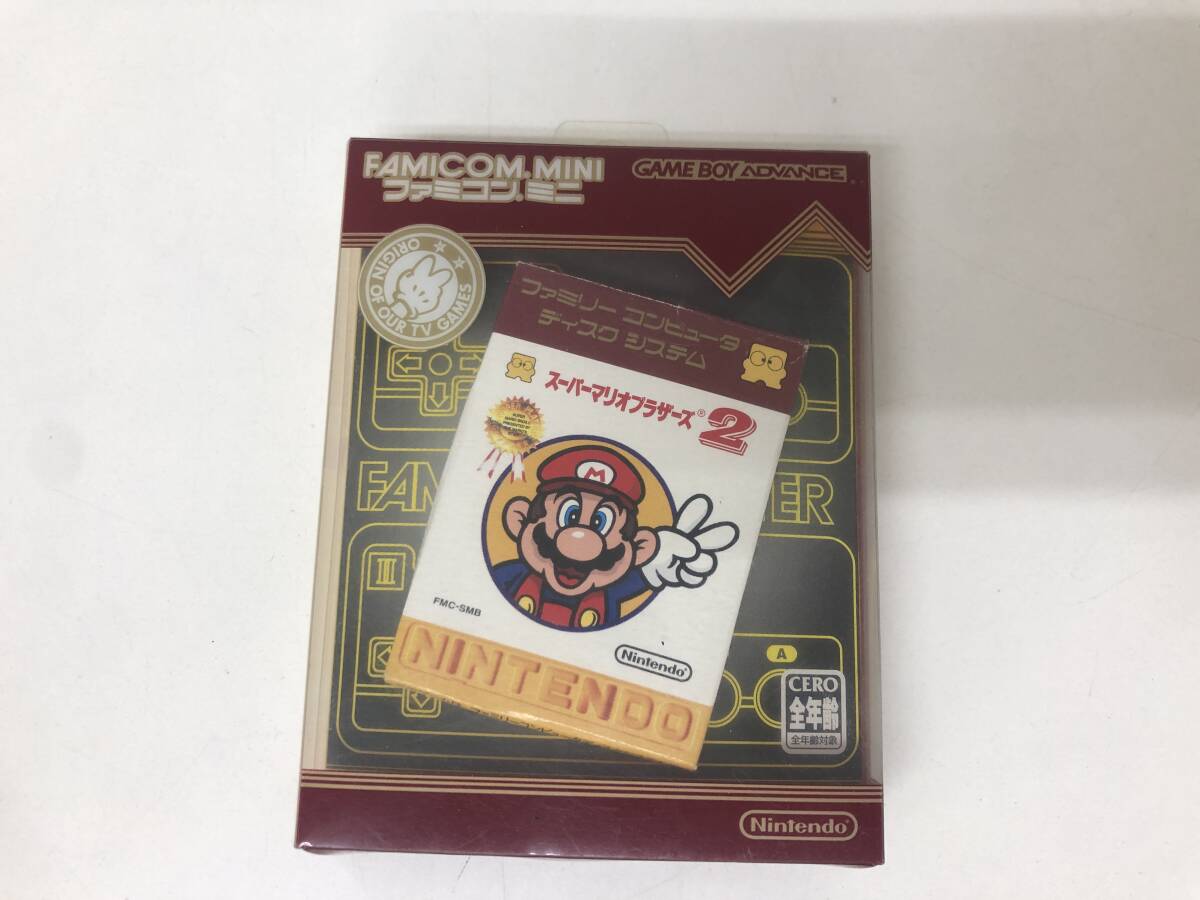 FAMICOM.MINI
ファミコン.ミニ
GAME BOY ADVANCE
ORIGIN OF OUR TV GAMES
ファミリー コンピュータ
ディスク システム
スーパーマリオブラザーズ® 2
M
FMC-SMB
Nintendo
NINTENDO
FAM
TER
II
A
CERO
全年齢
全年齢対象
Nintendo